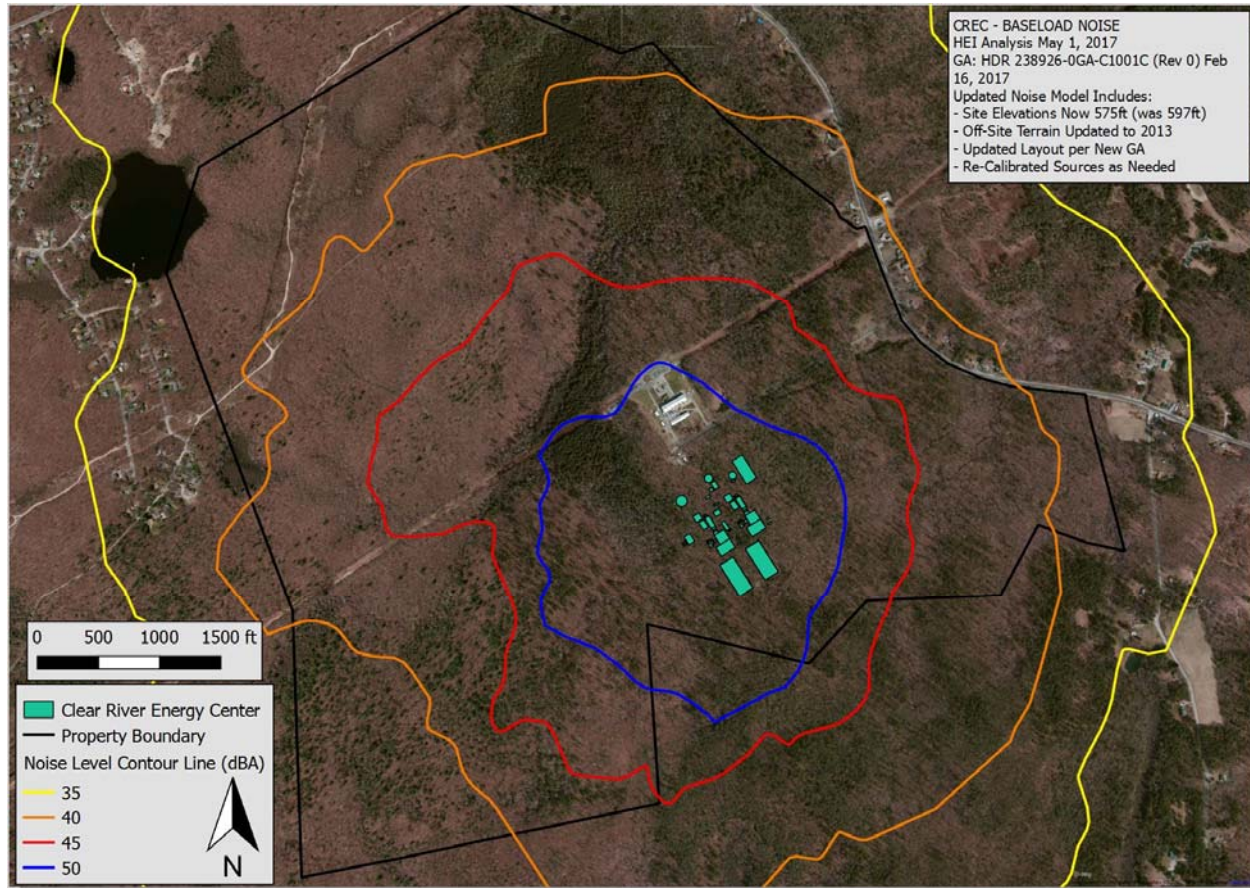 CREC - BASELOAD NOISE
HEI Analysis May 1, 2017
GA: HDR 238926-0GA-C1001C (Rev 0) Feb
16, 2017
Updated Noise Model Includes:
- Site Elevations Now 575ft (was 597ft)
- Off-Site Terrain Updated to 2013
- Updated Layout per New GA
- Re-Calibrated Sources as Needed
0 500 1000 1500 ft
Clear River Energy Center
Property Boundary
Noise Level Contour Line (dBA)
35
40
45
50
N